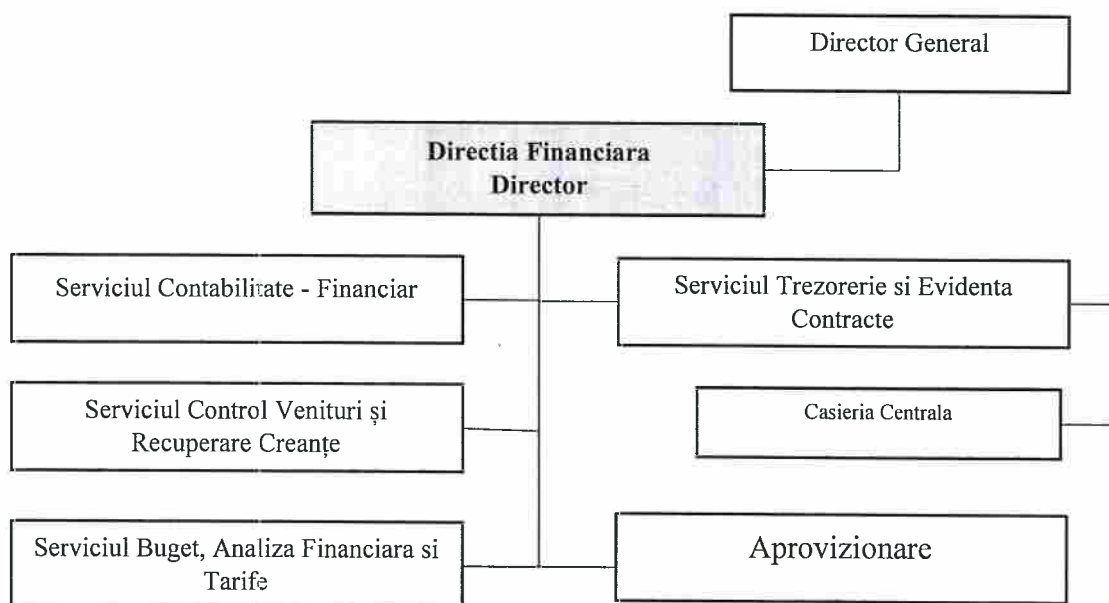 Director General
Directia Financiara
Director
Serviciul Contabilitate - Financiar
Serviciul Trezorerie si Evidenta
Contracte
Serviciul Control Venituri și
Recuperare Creanțe
Casieria Centrala
Serviciul Buget, Analiza Financiara si
Tarife
Aprovizionare